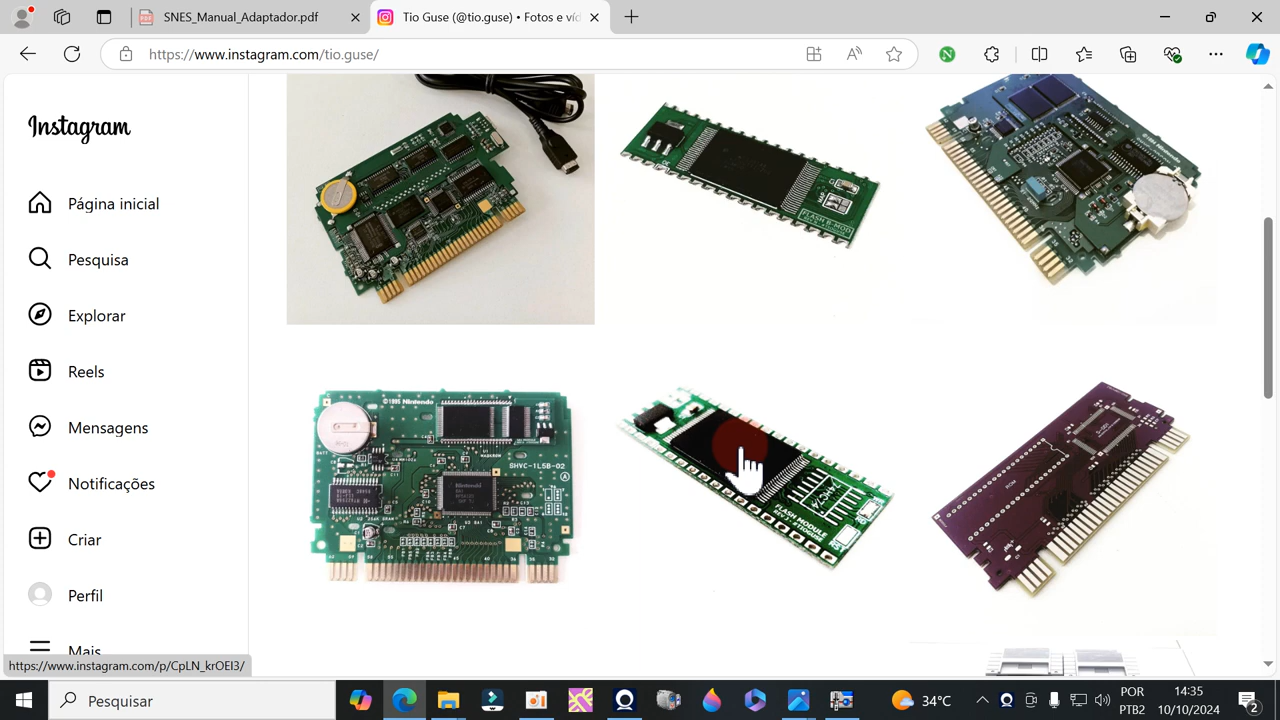 SNES_Manual_Adaptador.pdf
Tio Guse (@tio.guse) • Fotos e víd
https://www.instagram.com/tio.guse/
Instagram
Página inicial
Pesquisa
Explorar
Reels
Mensagens
Notificações
Criar
Perfil
Mais
FLASH B-MOD
©1995 Nintendo
SHVC-1L5B-02
Nintendo
FLASH MODULE
https://www.instagram.com/p/CpLN_krOEI3/
Pesquisar
34°C
POR
PTB2
14:35
10/10/2024
2